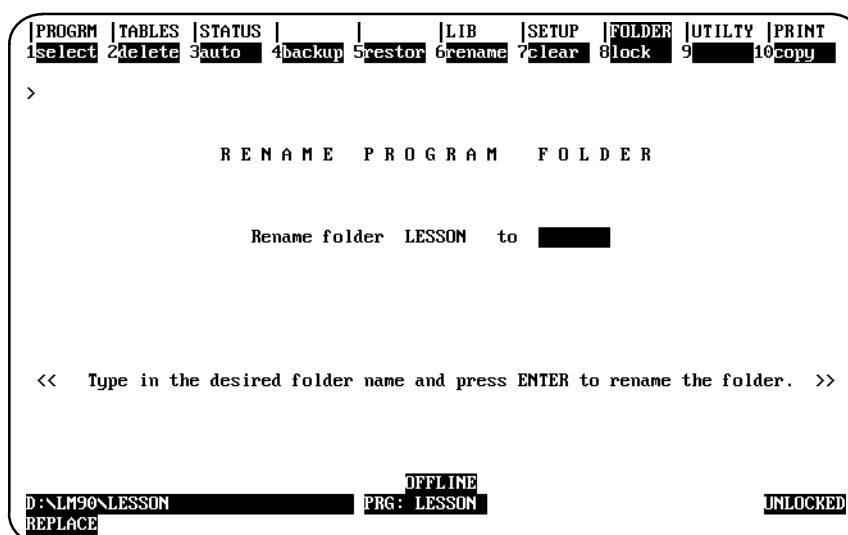 |PROGRM |TABLES |STATUS | | |LIB |SETUP |FOLDER |UTILTY |PRINT
1select 2delete 3auto 4backup 5restor 6rename 7clear 8lock 9 10copy
>
R E N A M E P R O G R A M F O L D E R
Rename folder LESSON to
<< Type in the desired folder name and press ENTER to rename the folder. >>
OFFLINE
D:\LM90\LESSON PRG: LESSON UNLOCKED
REPLACE